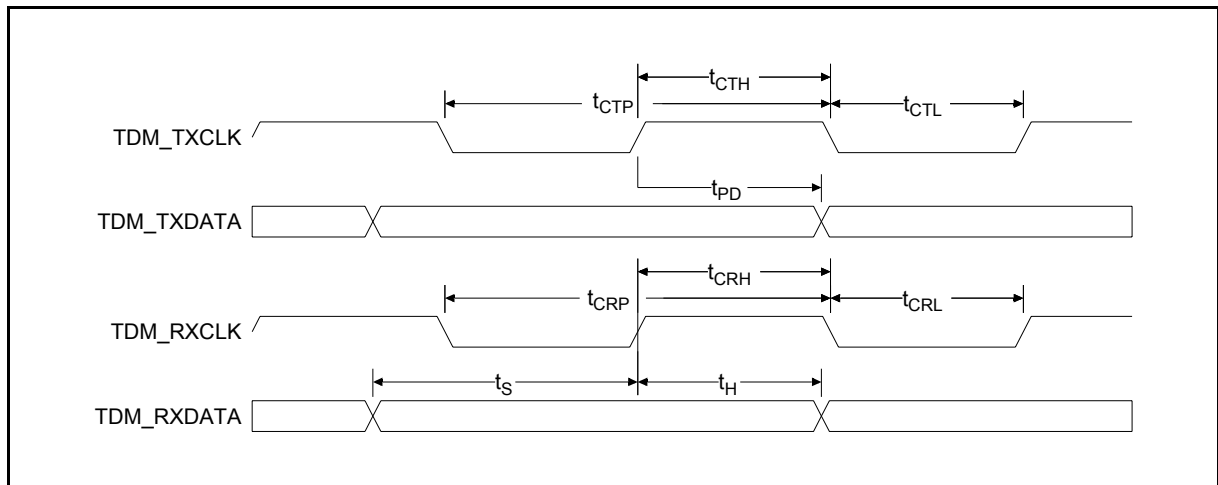 tCTH
tCTP
tCTL
TDM_TXCLK
tPD
TDM_TXDATA
tCRH
tCRP
tCRL
TDM_RXCLK
tS
tH
TDM_RXDATA